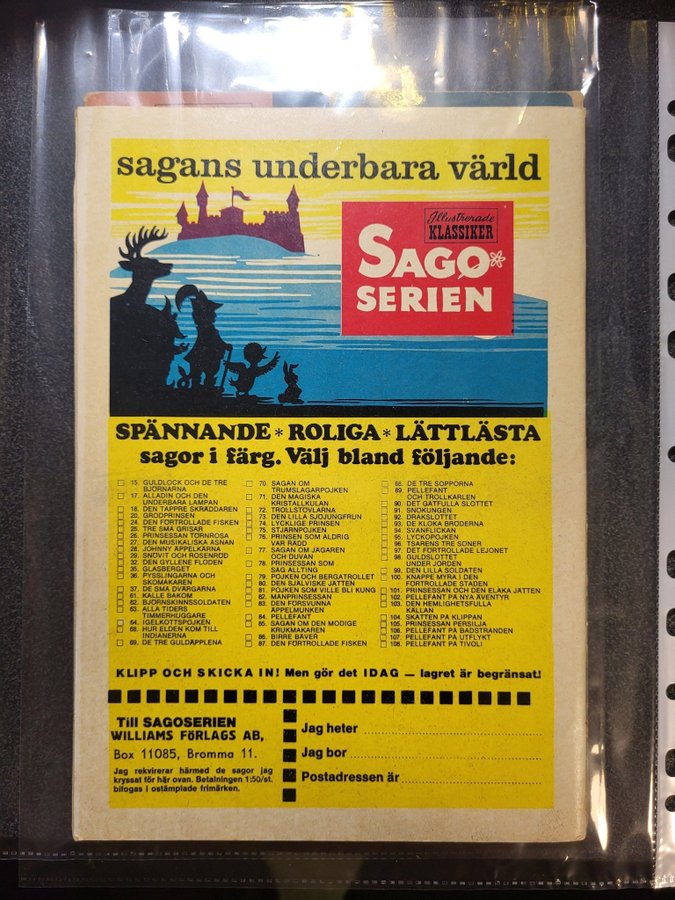 sagans underbara värld
Illustrerade
KLASSIKER
SAGO
SERIEN
SPÄNNANDE * ROLIGA * LÄTTLÄSTA
sagor i färg. Välj bland följande:
15. GULDLOCK OCH DE TRE
BJÖRNARNA
17. ALLADIN OCH DEN
UNDERBARA LAMPAN
18. DEN TAPPRE SKRÄDDAREN
20. GRODPRINSEN
24. DEN FÖRTROLLADE FISKEN
25. TRE SMÅ GRISAR
26. PRINSESSAN TÖRNROSA
27. DEN MUSIKALISKA ÅSNAN
28. JOHNNY ÄPPELKÄRNA
29. SNÖVIT OCH ROSENRÖD
32. DEN GYLLENE FLODEN
35. GLASBERGET
36. PYSSLINGARNA OCH
SKOMAKAREN
37. DE SMÅ DVÄRGARNA
61. KALLE BAKOM
62. BJÖRNSKINNSSOLDATEN
63. ALLA TIDERS
TIMMERHUGGARE
64. IGELKOTTSPOJKEN
68. HUR ELDEN KOM TILL
INDIANERNA
69. DE TRE GULDÄPPLENA
70. SAGAN OM
TRUMSLAGARPOJKEN
71. DEN MAGISKA
KRISTALLKULAN
72. TROLLSTÖVLARNA
73. DEN LILLA SJÖJUNGFRUN
74. LYCKLIGE PRINSEN
75. STJÄRNPOJKEN
76. PRINSEN SOM ALDRIG
VAR RÄDD
77. SAGAN OM JÄGAREN
OCH DUVAN
78. PRINSESSAN SOM
SÅG ALLTING
79. POJKEN OCH BERGATROLLET
80. DEN SJÄLVISKE JÄTTEN
81. POJKEN SOM VILLE BLI KUNG
82. MÅNPRINSESSAN
83. DEN FÖRSVUNNA
ÄPPELMUNKEN
84. PELLEFANT
85. SAGAN OM DEN MODIGE
KRUKMAKAREN
86. BIRRE BÄVER
87. DEN FÖRTROLLADE FISKEN
88. DE TRE SOPPORNA
89. PELLEFANT
OCH TROLLKARLEN
90. DET GÅTFULLA SLOTTET
91. SNÖKUNGEN
92. DRAKSLOTTET
93. DE KLOKA BRÖDERNA
94. SVANFLICKAN
95. LYCKOPOJKEN
96. TSARENS TRE SÖNER
97. DET FÖRTROLLADE LEJONET
98. GULDSLOTTET
UNDER JORDEN
99. DEN LILLA SOLDATEN
100. KNAPPE MYRA I DEN
FÖRTROLLADE STADEN
101. PRINSESSAN OCH DEN ELAKA JÄTTEN
102. PELLEFANT PÅ NYA ÄVENTYR
103. DEN HEMLIGHETSFULLA
KÄLLAN
104. SKATTEN PÅ KLIPPAN
105. PRINSESSAN PERSILJA
106. PELLEFANT PÅ BADSTRANDEN
107. PELLEFANT PÅ UTFLYKT
108. PELLEFANT PÅ TIVOLI
KLIPP OCH SKICKA IN! Men gör det IDAG — lagret är begränsat!
Till SAGOSERIEN
WILLIAMS FÖRLAGS AB,
Box 11085, Bromma 11.
Jag rekvirerar härmed de sagor jag
kryssat för här ovan. Betalningen 1:50/st.
bifogas i ostämplade frimärken.
Jag heter
Jag bor
Postadressen är